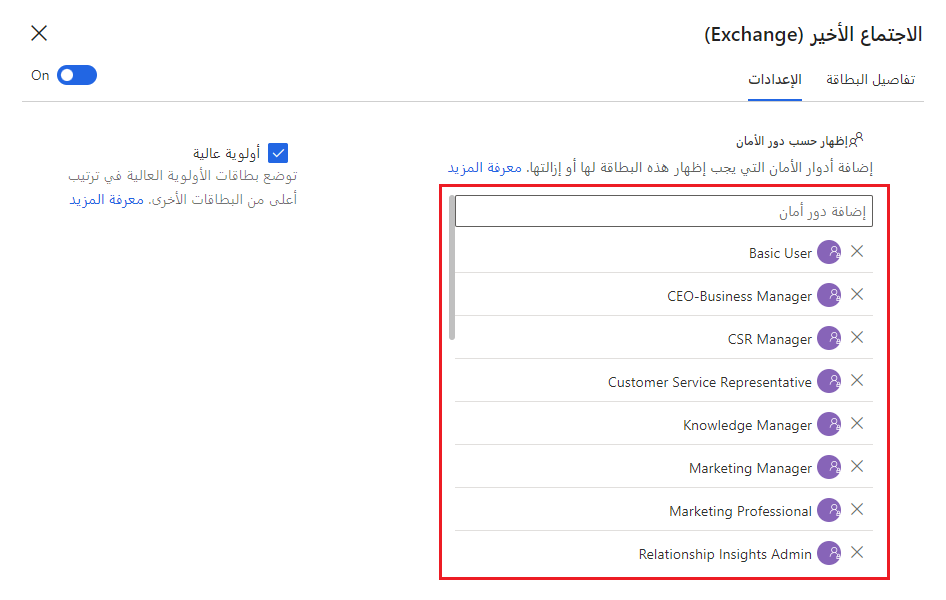 الاجتماع الأخير (Exchange)
On
تفاصيل البطاقة
الإعدادات
إظهار حسب دور الأمان
إضافة أدوار الأمان التي يجب إظهار هذه البطاقة لها أو إزالتها. معرفة المزيد
إضافة دور أمان
Basic User
CEO-Business Manager
CSR Manager
Customer Service Representative
Knowledge Manager
Marketing Manager
Marketing Professional
Relationship Insights Admin
أولوية عالية
توضع بطاقات الأولوية العالية في ترتيب
أعلى من البطاقات الأخرى. معرفة المزيد